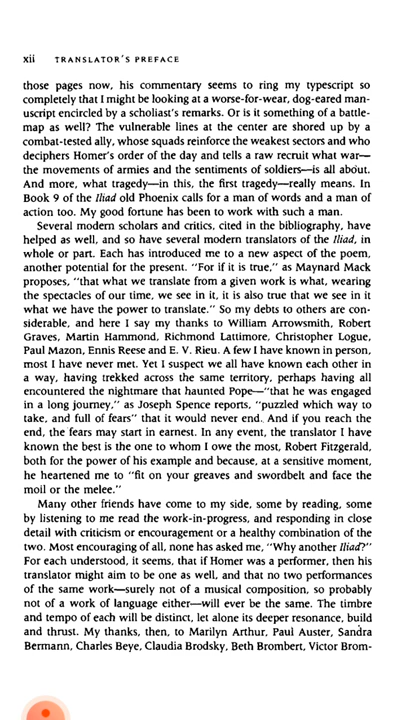 xii TRANSLATOR'S PREFACE
those pages now, his commentary seems to ring my typescript so
completely that I might be looking at a worse-for-wear, dog-eared man-
uscript encircled by a scholiast's remarks. Or is it something of a battle-
map as well? The vulnerable lines at the center are shored up by a
combat-tested ally, whose squads reinforce the weakest sectors and who
deciphers Homer's order of the day and tells a raw recruit what war—
the movements of armies and the sentiments of soldiers—is all about.
And more, what tragedy—in this, the first tragedy—really means. In
Book 9 of the Iliad old Phoenix calls for a man of words and a man of
action too. My good fortune has been to work with such a man.
Several modern scholars and critics, cited in the bibliography, have
helped as well, and so have several modern translators of the Iliad, in
whole or part. Each has introduced me to a new aspect of the poem,
another potential for the present. "For if it is true," as Maynard Mack
proposes, "that what we translate from a given work is what, wearing
the spectacles of our time, we see in it, it is also true that we see in it
what we have the power to translate." So my debts to others are con-
siderable, and here I say my thanks to William Arrowsmith, Robert
Graves, Martin Hammond, Richmond Lattimore, Christopher Logue,
Paul Mazon, Ennis Reese and E. V. Rieu. A few I have known in person,
most I have never met. Yet I suspect we all have known each other in
a way, having trekked across the same territory, perhaps having all
encountered the nightmare that haunted Pope—"that he was engaged
in a long journey," as Joseph Spence reports, "puzzled which way to
take, and full of fears" that it would never end. And if you reach the
end, the fears may start in earnest. In any event, the translator I have
known the best is the one to whom I owe the most, Robert Fitzgerald,
both for the power of his example and because, at a sensitive moment,
he heartened me to "fit on your greaves and swordbelt and face the
moil or the melee."
Many other friends have come to my side, some by reading, some
by listening to me read the work-in-progress, and responding in close
detail with criticism or encouragement or a healthy combination of the
two. Most encouraging of all, none has asked me, "Why another Iliad?"
For each understood, it seems, that if Homer was a performer, then his
translator might aim to be one as well, and that no two performances
of the same work—surely not of a musical composition, so probably
not of a work of language either—will ever be the same. The timbre
and tempo of each will be distinct, let alone its deeper resonance, build
and thrust. My thanks, then, to Marilyn Arthur, Paul Auster, Sandra
Bermann, Charles Beye, Claudia Brodsky, Beth Brombert, Victor Brom-